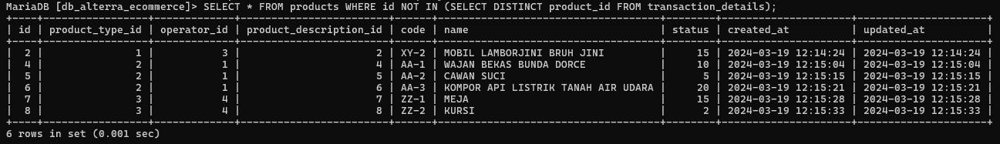 MariaDB [db_alterra_ecommerce]> SELECT * FROM products WHERE id NOT IN (SELECT DISTINCT product_id FROM transaction_details);
+----+-----------------+-------------+------------------------+------+-----------------------------------+--------+---------------------+---------------------+
| id | product_type_id | operator_id | product_description_id | code | name                              | status | created_at          | updated_at          |
+----+-----------------+-------------+------------------------+------+-----------------------------------+--------+---------------------+---------------------+
|  2 |               1 |           3 |                      2 | XY-2 | MOBIL LAMBORJINI BRUH JINI        |     15 | 2024-03-19 12:14:24 | 2024-03-19 12:14:24 |
|  4 |               2 |           1 |                      4 | AA-1 | WAJAN BEKAS BUNDA DORCE           |     10 | 2024-03-19 12:15:04 | 2024-03-19 12:15:04 |
|  5 |               2 |           1 |                      5 | AA-2 | CAWAN SUCI                        |      5 | 2024-03-19 12:15:15 | 2024-03-19 12:15:15 |
|  6 |               2 |           1 |                      6 | AA-3 | KOMPOR API LISTRIK TANAH AIR UDARA |     20 | 2024-03-19 12:15:21 | 2024-03-19 12:15:21 |
|  7 |               3 |           4 |                      7 | ZZ-1 | MEJA                              |     15 | 2024-03-19 12:15:28 | 2024-03-19 12:15:28 |
|  8 |               3 |           4 |                      8 | ZZ-2 | KURSI                             |      2 | 2024-03-19 12:15:33 | 2024-03-19 12:15:33 |
+----+-----------------+-------------+------------------------+------+-----------------------------------+--------+---------------------+---------------------+
6 rows in set (0.001 sec)